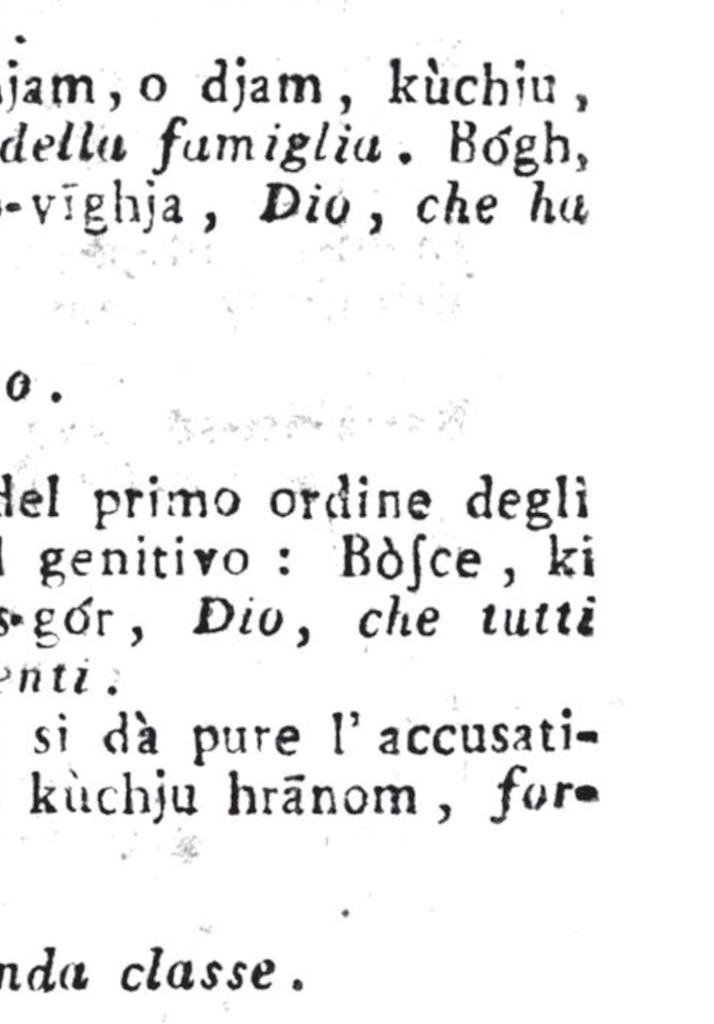 jam, o djam, kùchiu,
della famiglia. Bógh,
-vīghja, Dio, che ha
o.
del primo ordine degli
genitivo: Bòſce, ki
s-gór, Dio, che tutti
enti.
si dà pure l'accusati-
kùchju hrānom, for-
nda classe.